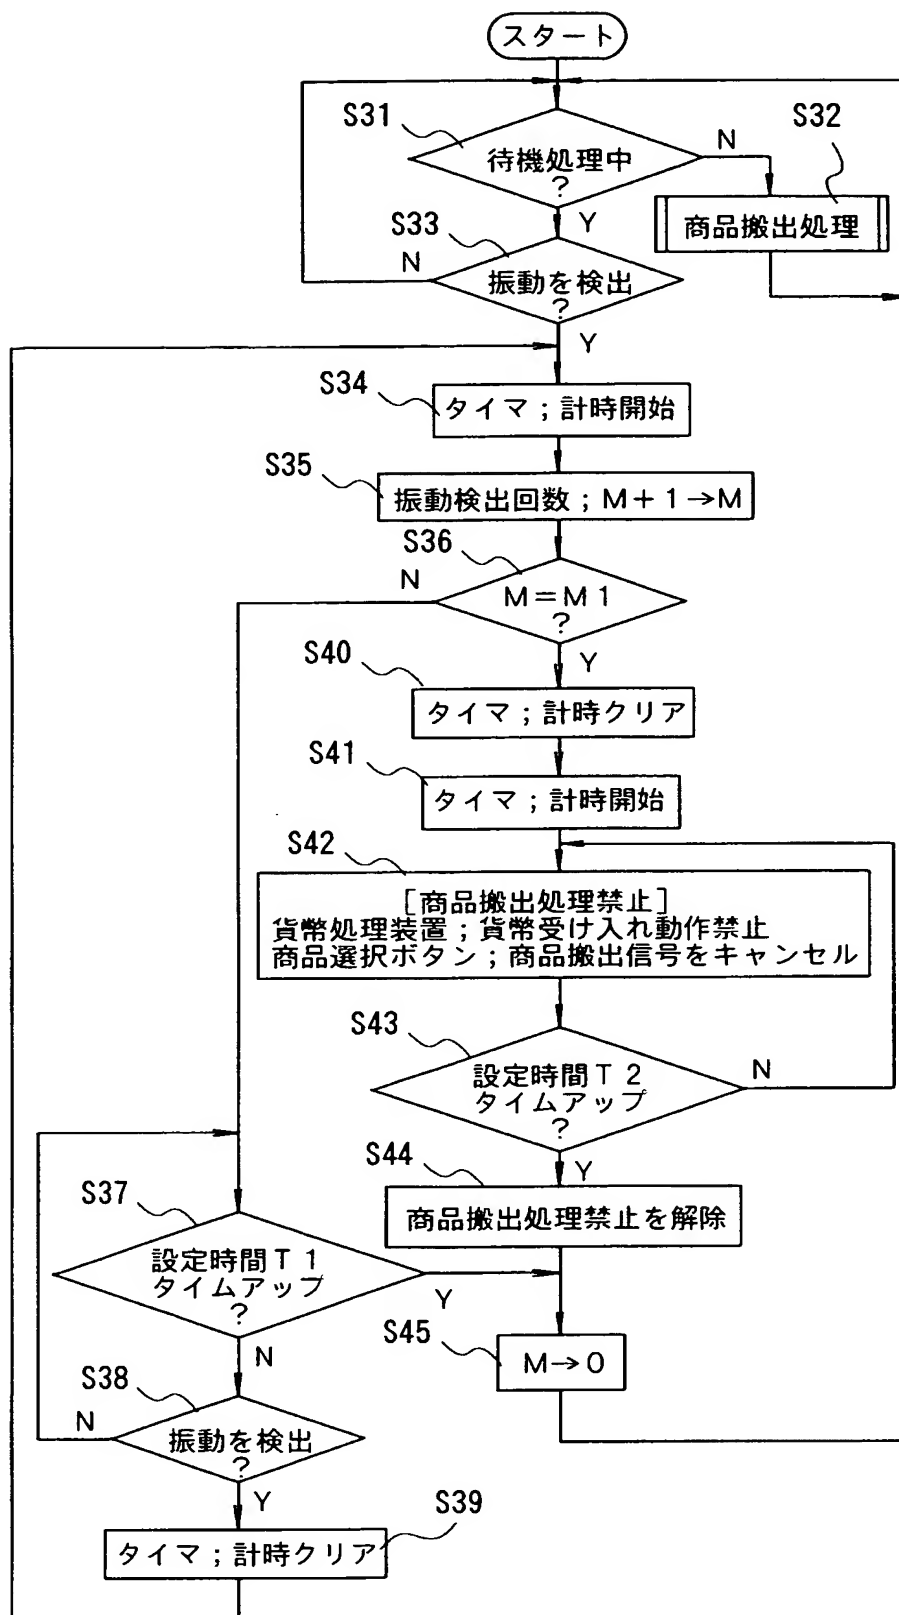 スタート
S31
待機処理中
?
N
S32
商品搬出処理
Y
S33
N
振動を検出
?
Y
S34
タイマ;計時開始
S35
振動検出回数;M+1→M
S36
N
M=M1
?
Y
S40
タイマ;計時クリア
S41
タイマ;計時開始
S42
[商品搬出処理禁止]
貨幣処理装置;貨幣受け入れ動作禁止
商品選択ボタン;商品搬出信号をキャンセル
S43
設定時間T2
タイムアップ
?
N
Y
S44
商品搬出処理禁止を解除
S37
設定時間T1
タイムアップ
?
Y
N
S45
M→0
S38
N
振動を検出
?
Y
S39
タイマ;計時クリア